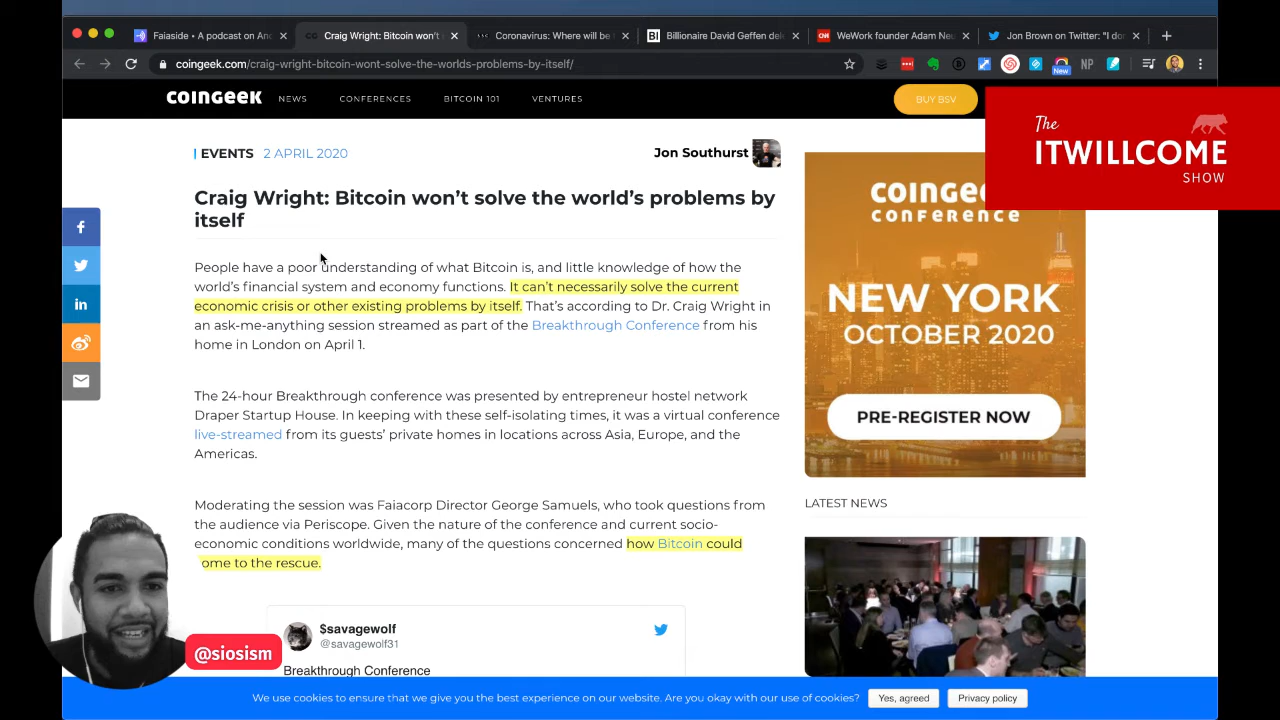 Faiaside • A podcast on Anc
Craig Wright: Bitcoin won't s
Coronavirus: Where will be t
Billionaire David Geffen dele
WeWork founder Adam Neu
Jon Brown on Twitter: "I don
coingeek.com/craig-wright-bitcoin-wont-solve-the-worlds-problems-by-itself/
New
NP
COINGEEK
NEWS
CONFERENCES
BITCOIN 101
VENTURES
BUY BSV
The
ITWILLCOME
SHOW
EVENTS 2 APRIL 2020
Jon Southurst
Craig Wright: Bitcoin won't solve the world's problems by
itself
People have a poor understanding of what Bitcoin is, and little knowledge of how the
world's financial system and economy functions. It can't necessarily solve the current
economic crisis or other existing problems by itself. That's according to Dr. Craig Wright in
an ask-me-anything session streamed as part of the Breakthrough Conference from his
home in London on April 1.
The 24-hour Breakthrough conference was presented by entrepreneur hostel network
Draper Startup House. In keeping with these self-isolating times, it was a virtual conference
live-streamed from its guests' private homes in locations across Asia, Europe, and the
Americas.
Moderating the session was Faiacorp Director George Samuels, who took questions from
the audience via Periscope. Given the nature of the conference and current socio-
economic conditions worldwide, many of the questions concerned how Bitcoin could
ome to the rescue.
$savagewolf
@savagewolf31
Breakthrough Conference
COINGEEK
CONFERENCE
NEW YORK
OCTOBER 2020
PRE-REGISTER NOW
LATEST NEWS
@siosism
We use cookies to ensure that we give you the best experience on our website. Are you okay with our use of cookies?
Yes, agreed
Privacy policy